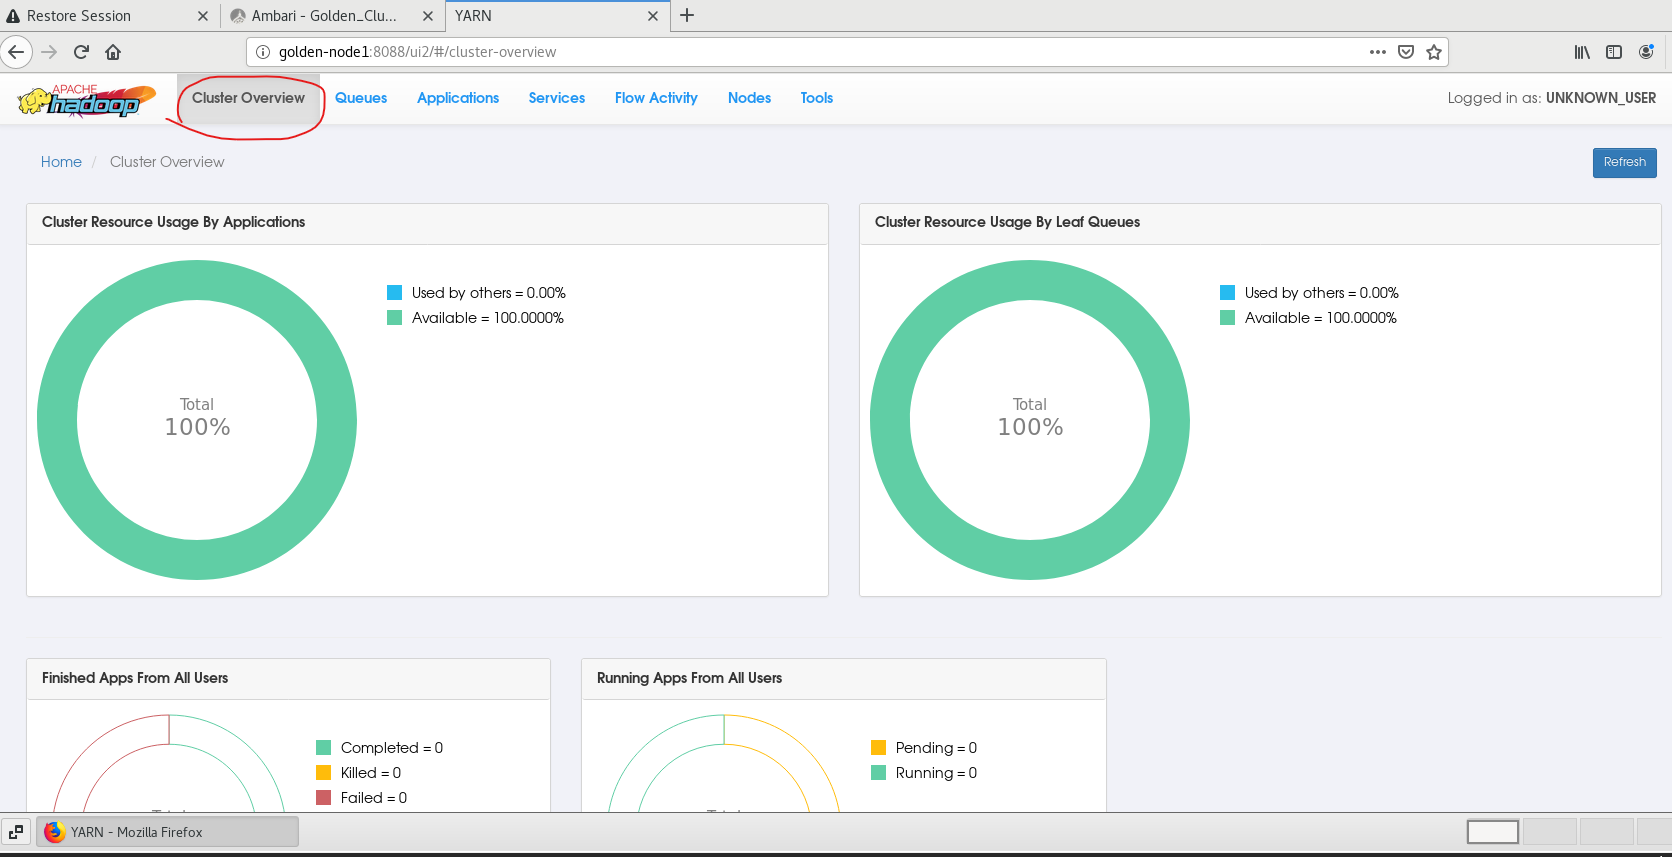 Restore Session
Ambari - Golden_Clu...
YARN
golden-node1:8088/ui2/#/cluster-overview
APACHE
hadoop
Cluster Overview
Queues
Applications
Services
Flow Activity
Nodes
Tools
Logged in as: UNKNOWN_USER
Home / Cluster Overview
Refresh
Cluster Resource Usage By Applications
Used by others = 0.00%
Available = 100.0000%
Total
100%
Cluster Resource Usage By Leaf Queues
Used by others = 0.00%
Available = 100.0000%
Total
100%
Finished Apps From All Users
Completed = 0
Killed = 0
Failed = 0
Running Apps From All Users
Pending = 0
Running = 0
YARN - Mozilla Firefox